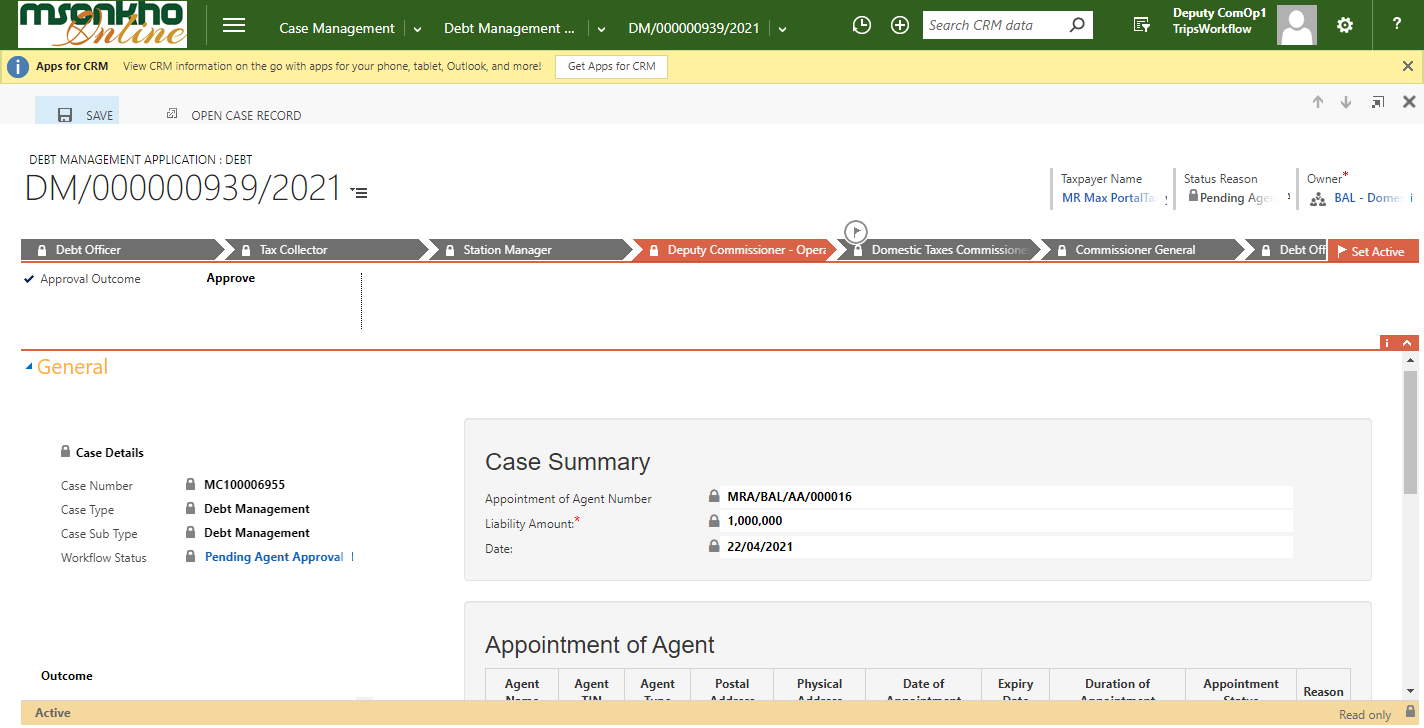 msonkho
Online
Case Management
Debt Management ...
DM/000000939/2021
Search CRM data
Deputy ComOp1
TripsWorkflow
?
i Apps for CRM View CRM information on the go with apps for your phone, tablet, Outlook, and more! Get Apps for CRM
SAVE OPEN CASE RECORD
DEBT MANAGEMENT APPLICATION : DEBT
DM/000000939/2021
Taxpayer Name
MR Max PortalTa
Status Reason
Pending Age
Owner*
BAL - Dome
Debt Officer Tax Collector Station Manager Deputy Commissioner - Opera Domestic Taxes Commissione Commissioner General Debt Off Set Active
Approval Outcome Approve
i
General
Case Details
Case Number MC100006955
Case Type Debt Management
Case Sub Type Debt Management
Workflow Status Pending Agent Approval
Case Summary
Appointment of Agent Number MRA/BAL/AA/000016
Liability Amount:* 1,000,000
Date: 22/04/2021
Appointment of Agent
Agent Agent Agent Postal Physical Date of Expiry Duration of Appointment
Name TIN Type Address Address Appointment Date Appointment Status Reason
Outcome
Active Read only